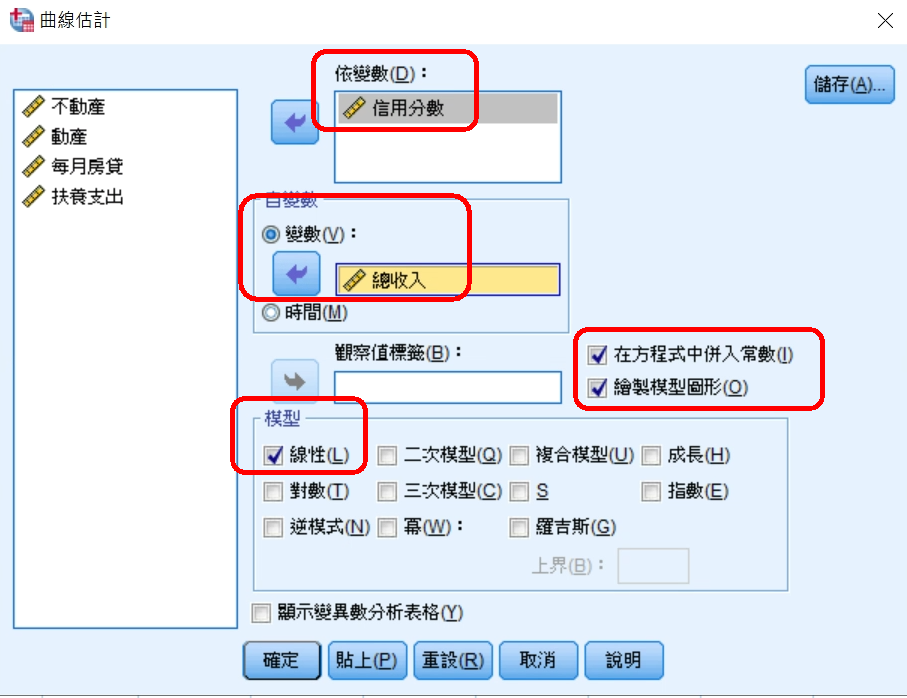 曲線估計
不動產
動產
每月房貸
扶養支出
依變數(D)：
信用分數
儲存(A)...
自變數
變數(V)：
總收入
時間(M)
觀察值標籤(B)：
在方程式中併入常數(I)
繪製模型圖形(O)
模型
線性(L) 二次模型(Q) 複合模型(U) 成長(H)
對數(T) 三次模型(C) S 指數(E)
逆模式(N) 冪(W)： 羅吉斯(G)
上界(B)：
顯示變異數分析表格(Y)
確定 貼上(P) 重設(R) 取消 說明